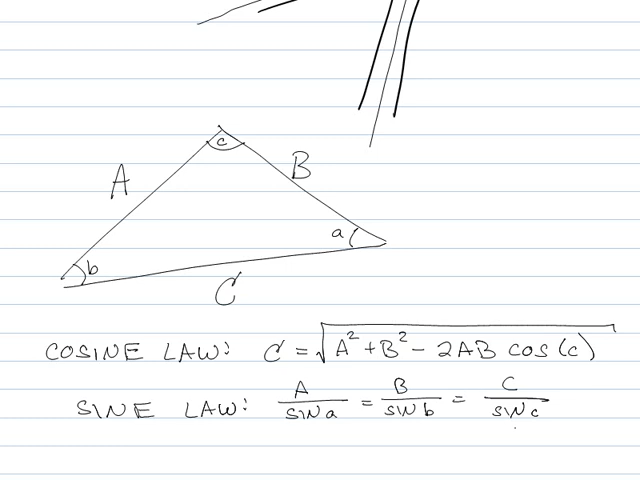 c
A
B
a
b
C
COSINE LAW: C = √(A² + B² - 2AB cos(c))
SINE LAW: A/sin a = B/sin b = C/sin c